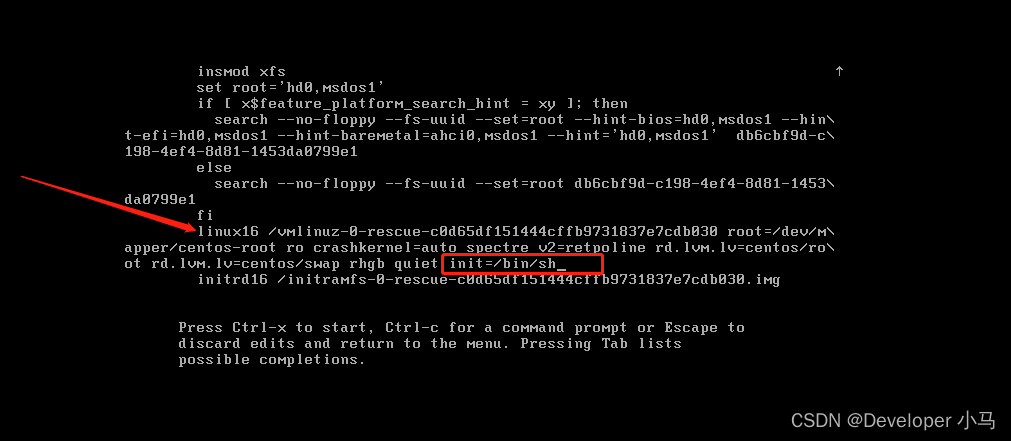 insmod xfs
set root='hd0,msdos1'
if [ x$feature_platform_search_hint = xy ]; then
search --no-floppy --fs-uuid --set=root --hint-bios=hd0,msdos1 --hin\
t-efi=hd0,msdos1 --hint-baremetal=ahci0,msdos1 --hint='hd0,msdos1'  db6cbf9d-c\
198-4ef4-8d81-1453da0799e1
else
search --no-floppy --fs-uuid --set=root db6cbf9d-c198-4ef4-8d81-1453\
da0799e1
fi
linux16 /vmlinuz-0-rescue-c0d65df151444cffb9731837e7cdb030 root=/dev/m\
apper/centos-root ro crashkernel=auto spectre_v2=retpoline rd.lvm.lv=centos/ro\
ot rd.lvm.lv=centos/swap rhgb quiet init=/bin/sh_
initrd16 /initramfs-0-rescue-c0d65df151444cffb9731837e7cdb030.img
Press Ctrl-x to start, Ctrl-c for a command prompt or Escape to
discard edits and return to the menu. Pressing Tab lists
possible completions.
CSDN @Developer 小马